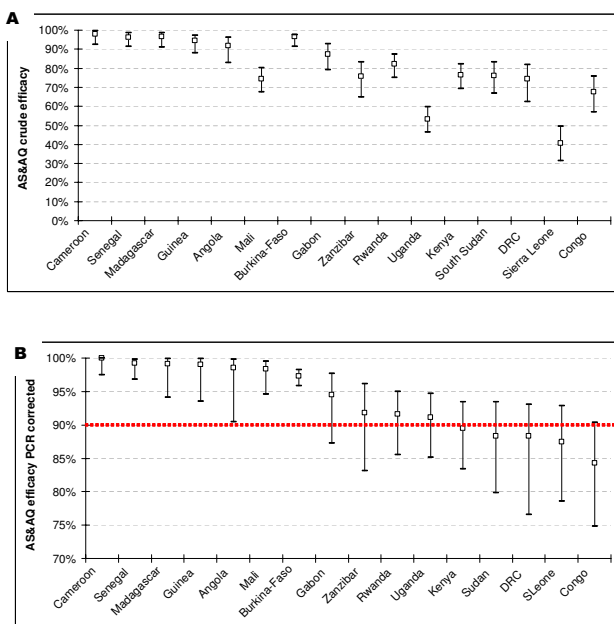 A
AS&AQ crude efficacy
100%
90%
80%
70%
60%
50%
40%
30%
20%
10%
0%
Cameroon
Senegal
Madagascar
Guinea
Angola
Mali
Burkina-Faso
Gabon
Zanzibar
Rwanda
Uganda
Kenya
South Sudan
DRC
Sierra Leone
Congo
B
AS&AQ efficacy PCR corrected
100%
95%
90%
85%
80%
75%
70%
Cameroon
Senegal
Madagascar
Guinea
Angola
Mali
Burkina-Faso
Gabon
Zanzibar
Rwanda
Uganda
Kenya
Sudan
DRC
SLeone
Congo